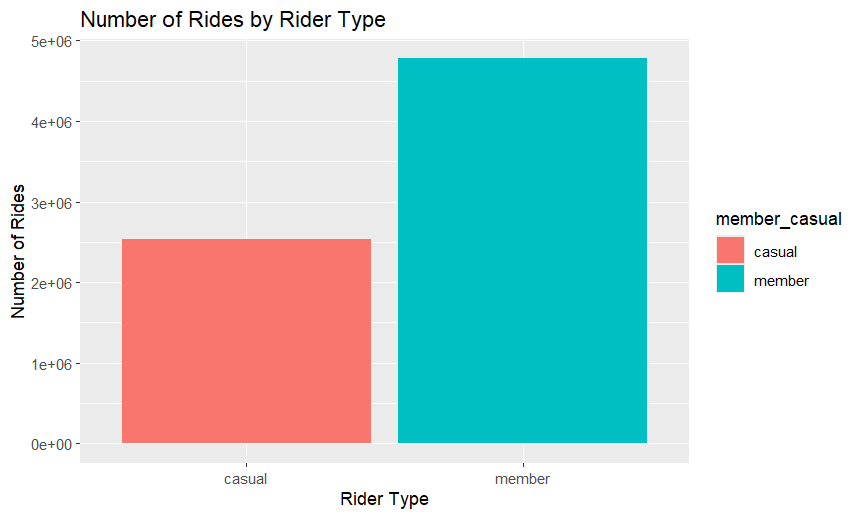 Number of Rides by Rider Type
5e+06
4e+06
3e+06
2e+06
1e+06
0e+00
Number of Rides
casual
member
Rider Type
member_casual
casual
member